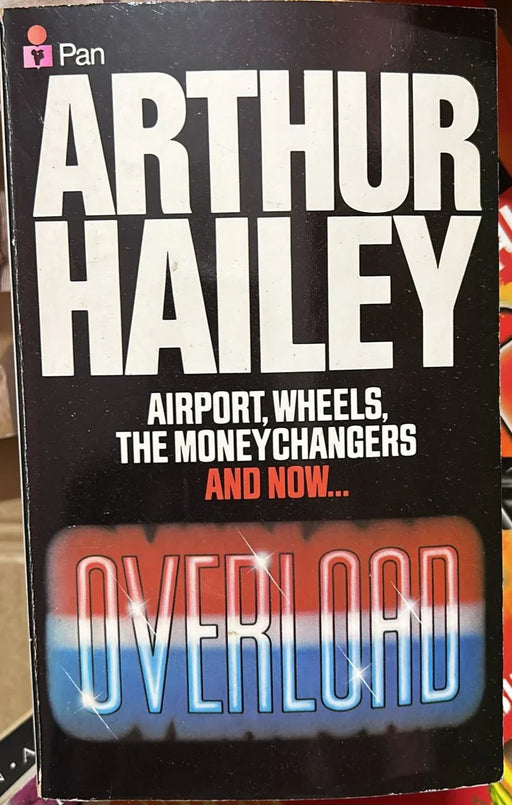 Pan
ARTHUR
HAILEY
AIRPORT, WHEELS,
THE MONEYCHANGERS
AND NOW...
OVERLOAD